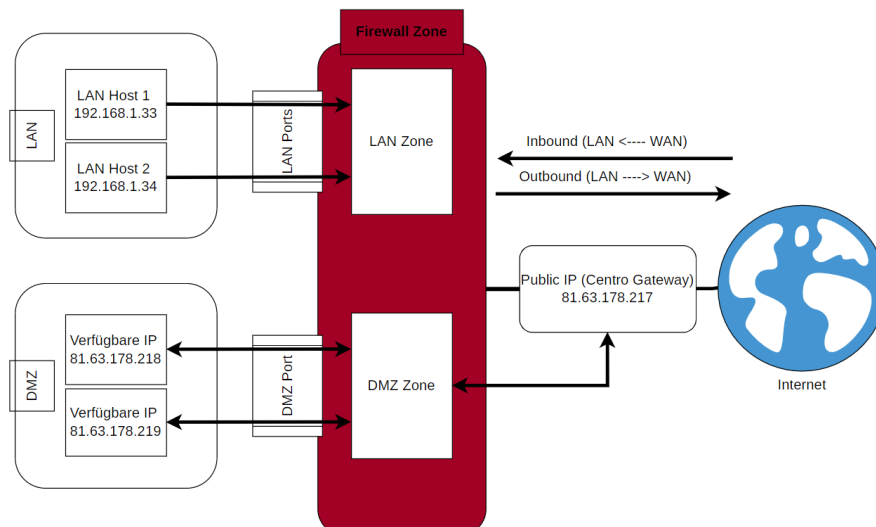 Firewall Zone
LAN
LAN Host 1
192.168.1.33
LAN Host 2
192.168.1.34
LAN Ports
LAN Zone
Inbound (LAN <---- WAN)
Outbound (LAN ----> WAN)
Public IP (Centro Gateway)
81.63.178.217
Internet
DMZ
Verfügbare IP
81.63.178.218
Verfügbare IP
81.63.178.219
DMZ Port
DMZ Zone